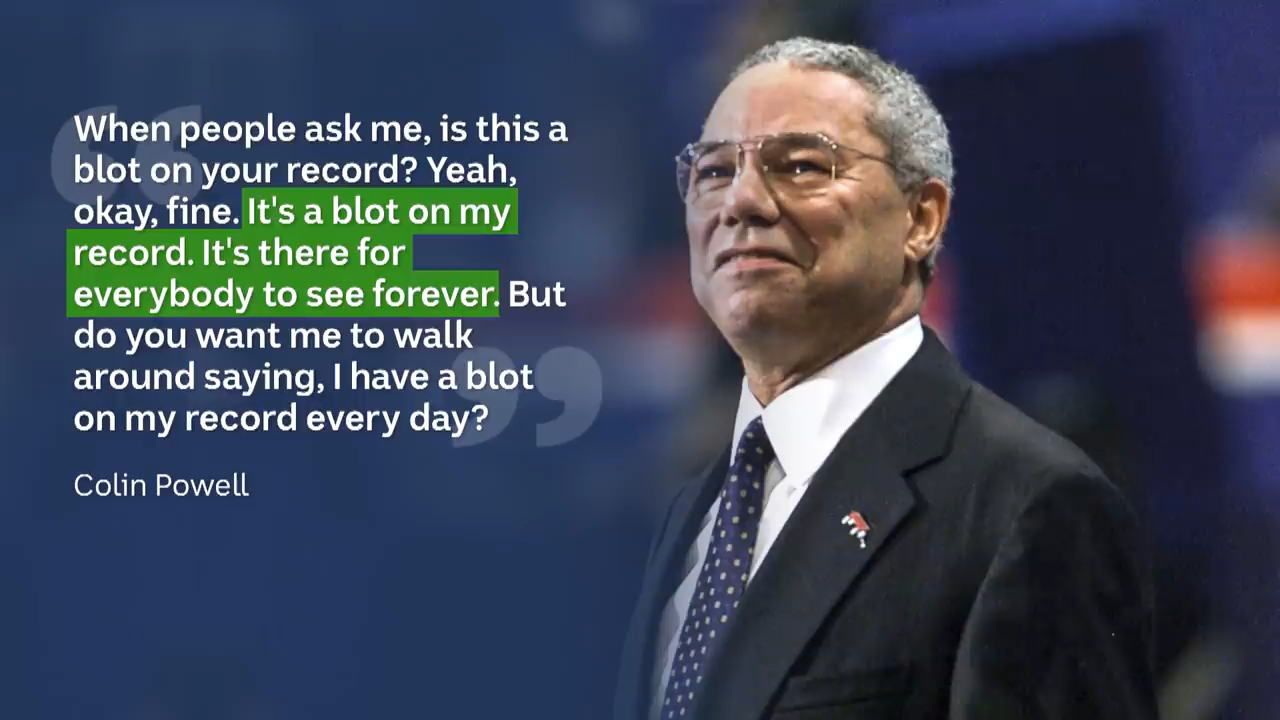 When people ask me, is this a
blot on your record? Yeah,
okay, fine. It's a blot on my
record. It's there for
everybody to see forever. But
do you want me to walk
around saying, I have a blot
on my record every day?
Colin Powell